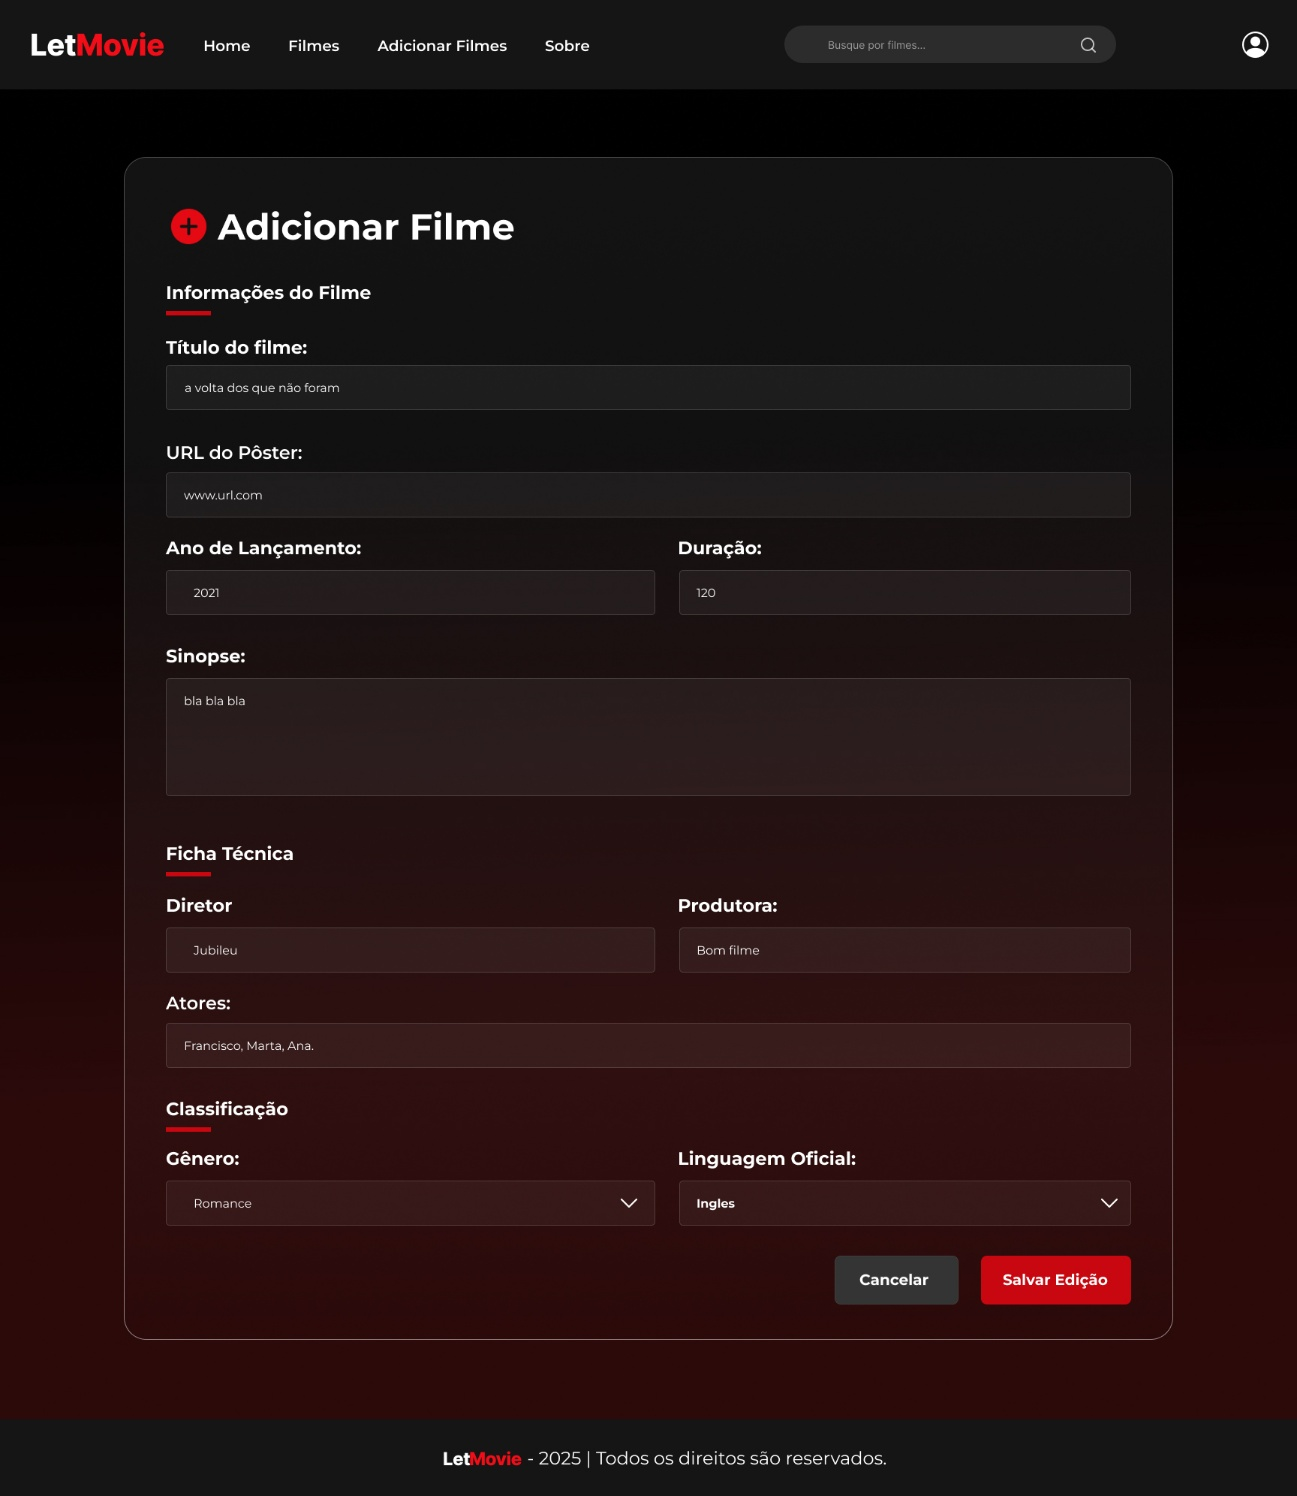 LetMovie Home Filmes Adicionar Filmes Sobre Busque por filmes...
Adicionar Filme
Informações do Filme
Título do filme:
a volta dos que não foram
URL do Pôster:
www.url.com
Ano de Lançamento: Duração:
2021 120
Sinopse:
bla bla bla
Ficha Técnica
Diretor Produtora:
Jubileu Bom filme
Atores:
Francisco, Marta, Ana.
Classificação
Gênero: Linguagem Oficial:
Romance Ingles
Cancelar Salvar Edição
LetMovie - 2025 | Todos os direitos são reservados.